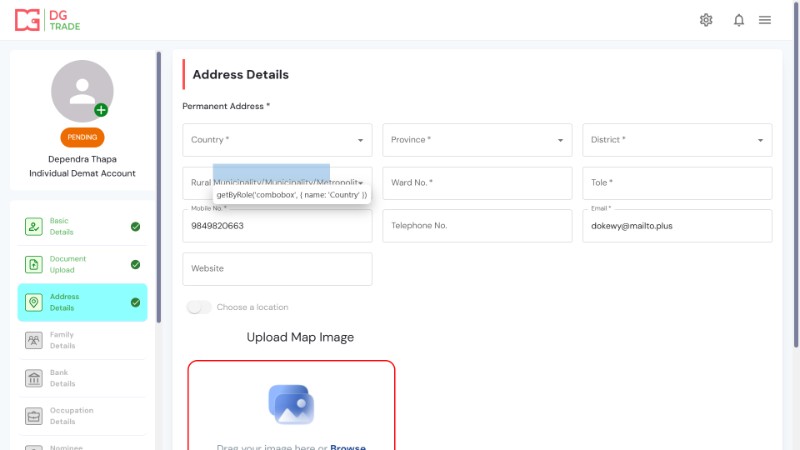 DG
TRADE
PENDING
Dependra Thapa
Individual Demat Account
Basic
Details
Document
Upload
Address
Details
Family
Details
Bank
Details
Occupation
Details
Nominee
Address Details
Permanent Address *
Country *
Province *
District *
Rural Municipality/Municipality/Metropolit
getByRole('combobox', { name: 'Country' })
Ward No. *
Tole *
Mobile No. *
9849820663
Telephone No.
Email *
dokewy@mailto.plus
Website
Choose a location
Upload Map Image
Drag your image here or Browse